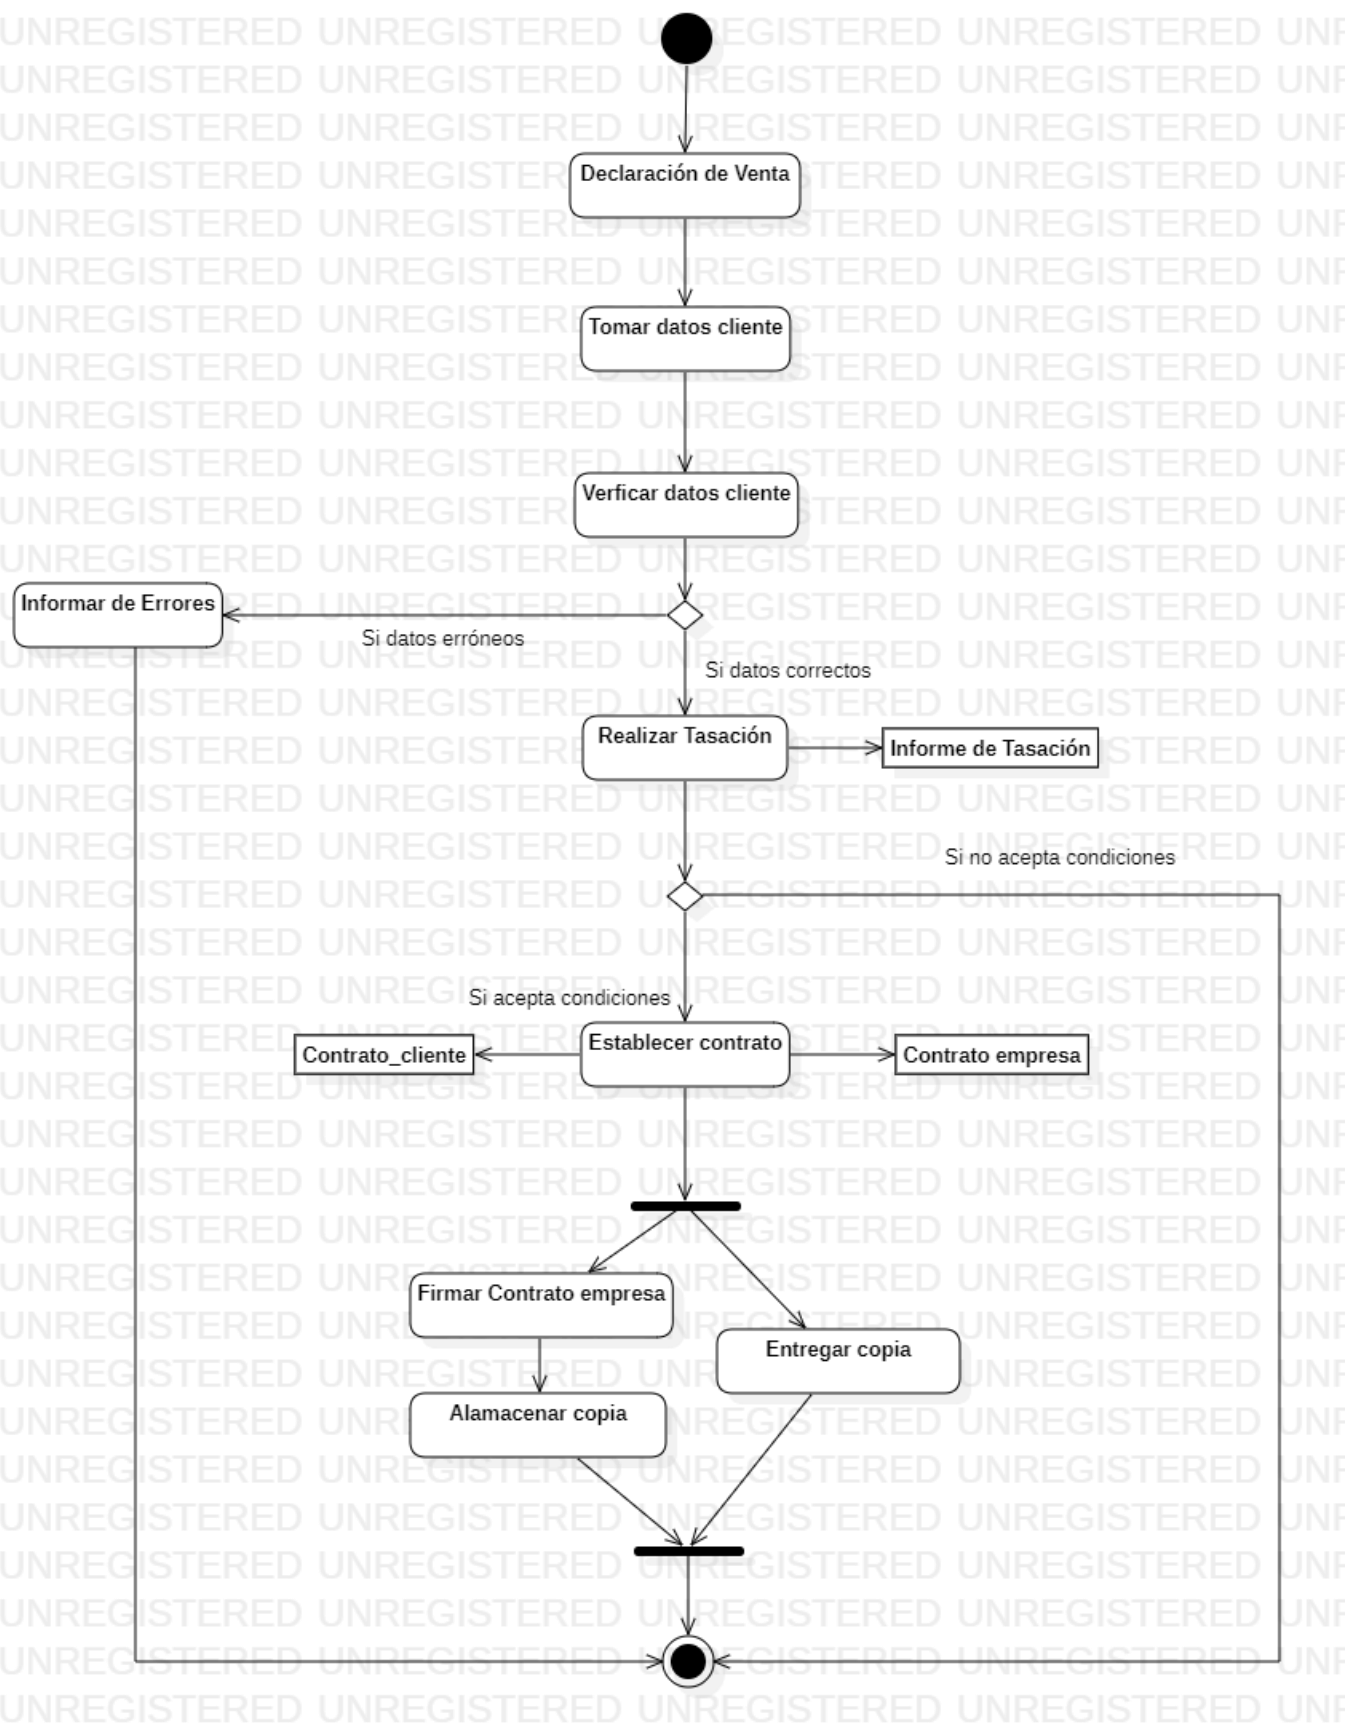 Declaración de Venta
Tomar datos cliente
Verficar datos cliente
Informar de Errores
Si datos erróneos
Si datos correctos
Realizar Tasación
Informe de Tasación
Si no acepta condiciones
Si acepta condiciones
Contrato_cliente
Establecer contrato
Contrato empresa
Firmar Contrato empresa
Entregar copia
Alamacenar copia
UNREGISTERED